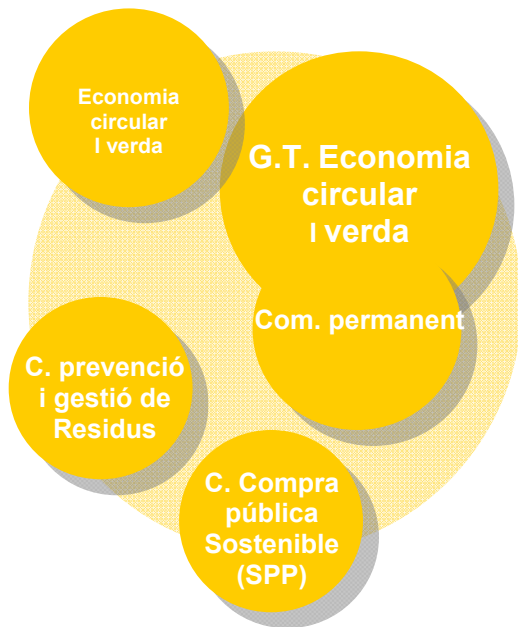 Economia
circular
I verda
G.T. Economia
circular
I verda
Com. permanent
C. prevenció
i gestió de
Residus
C. Compra
pública
Sostenible
(SPP)